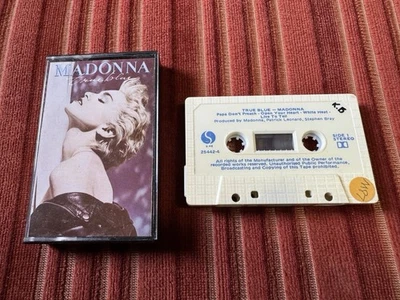 MADONNA
True Blue
TRUE BLUE - MADONNA
Papa Don't Preach · Open Your Heart · White Heat ·
Live To Tell
Produced by Madonna, Patrick Leonard, Stephen Bray
SIDE 1
STEREO
25442-4
All rights of the Manufacturer and of the Owner of the
recorded works reserved. Unauthorised Public Performance,
Broadcasting and Copying of this Tape prohibited.